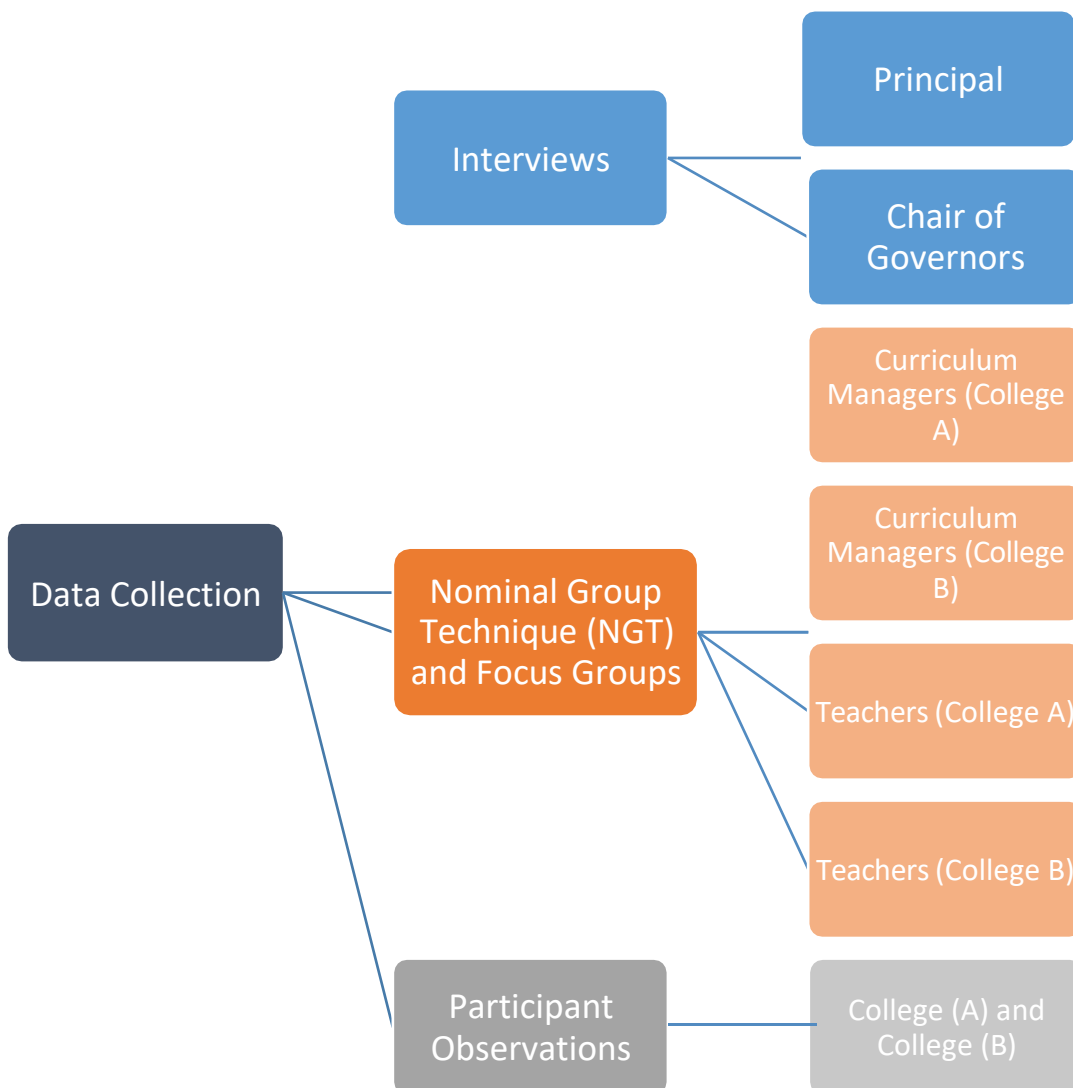 Principal
Interviews
Chair of
Governors
Curriculum
Managers (College
A)
Curriculum
Managers (College
B)
Data Collection
Nominal Group
Technique (NGT)
and Focus Groups
Teachers (College A)
Teachers (College B)
Participant
Observations
College (A) and
College (B)